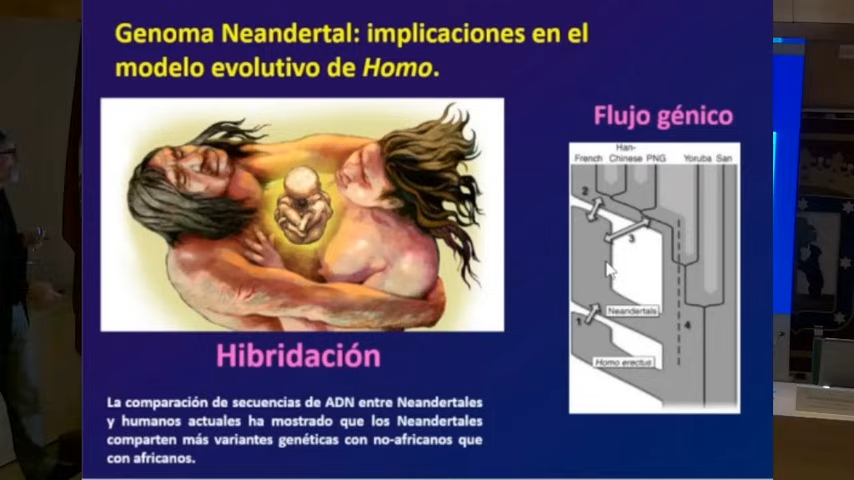 Genoma Neandertal: implicaciones en el
modelo evolutivo de Homo.
Flujo génico
Han-
French Chinese PNG Yoruba San
2
3
Neandertals
1
4
Homo erectus
Hibridación
La comparación de secuencias de ADN entre Neandertales
y humanos actuales ha mostrado que los Neandertales
comparten más variantes genéticas con no-africanos que
con africanos.